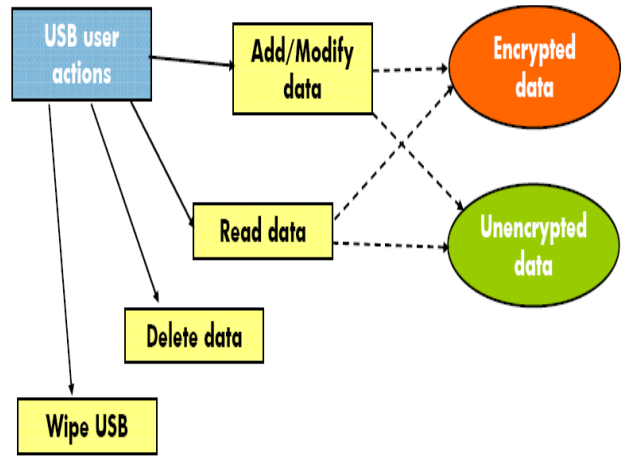 USB user
actions
Add/Modify
data
Encrypted
data
Read data
Unencrypted
data
Delete data
Wipe USB